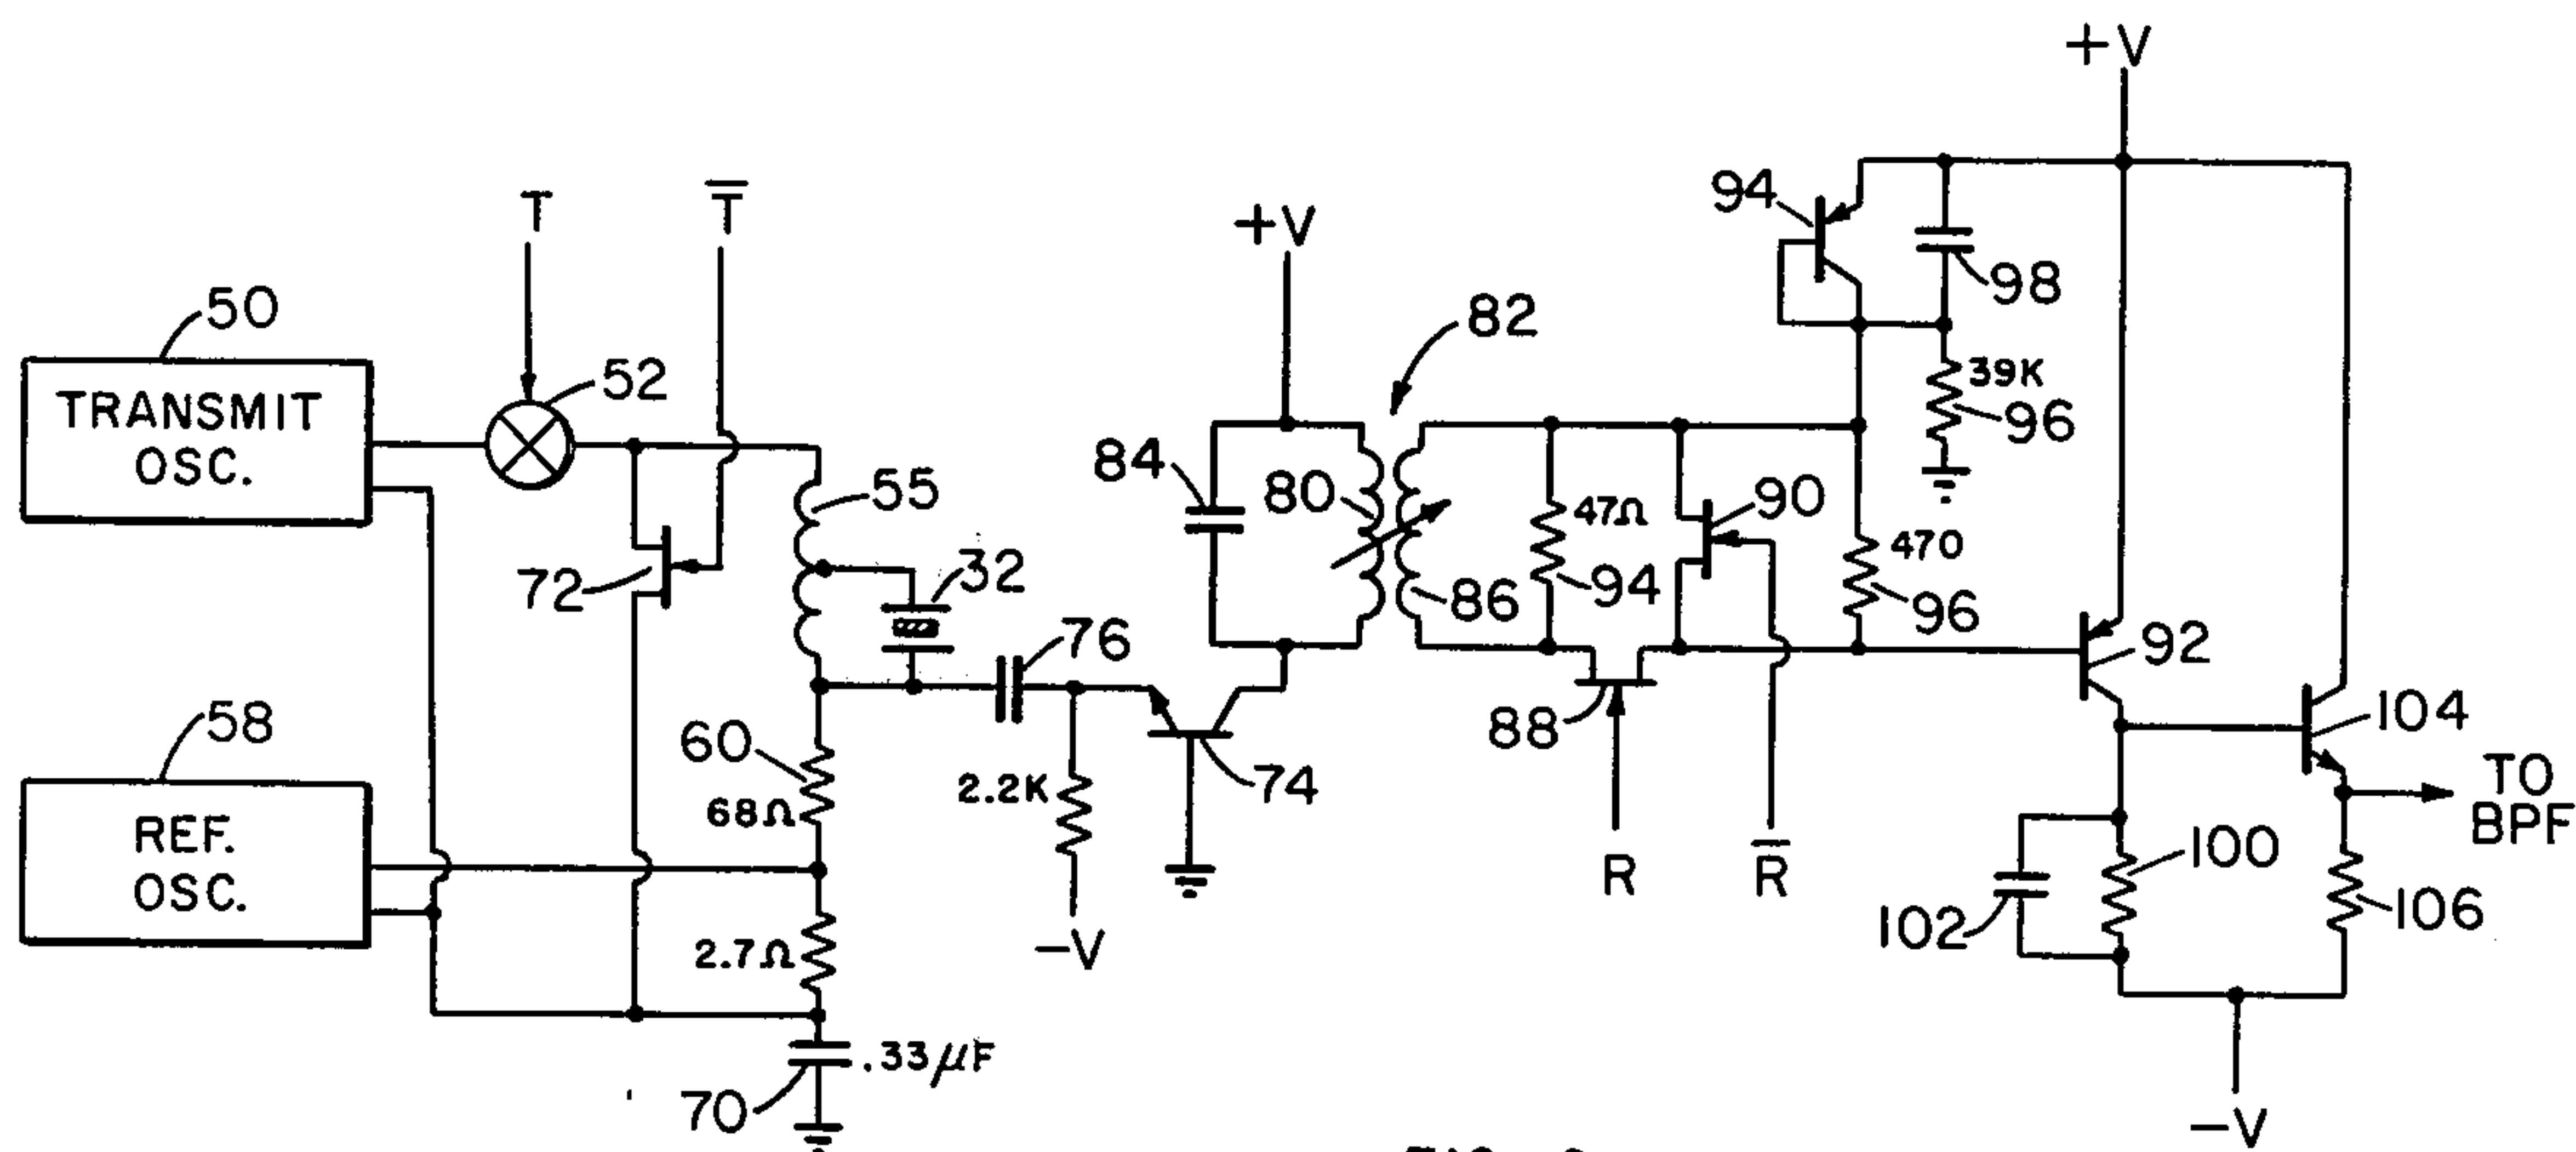 +V
T
T̅
94
+V
98
50
82
52
39K
96
TRANSMIT
OSC.
55
84
80
47Ω
90
32
470
72
86
94
96
76
92
58
60
88
104
68Ω
2.2K
74
TO
BPF
REF.
OSC.
R
R̅
100
2.7Ω
-V
102
106
.33μF
70
-V